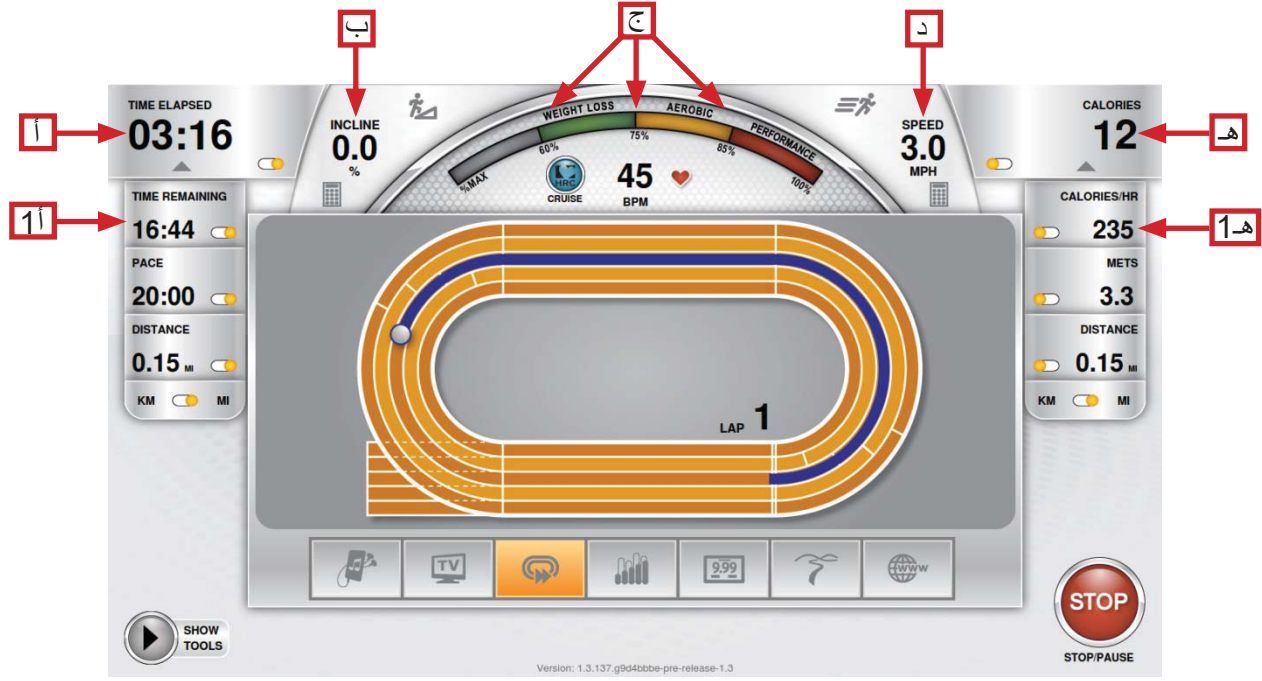 ب
ج
د
أ
أ1
هـ
هـ1
TIME ELAPSED
03:16
INCLINE
0.0
%
WEIGHT LOSS
AEROBIC
PERFORMANCE
%MAX
60%
75%
85%
100%
HRC
CRUISE
45
BPM
SPEED
3.0
MPH
CALORIES
12
TIME REMAINING
16:44
PACE
20:00
DISTANCE
0.15 MI
KM MI
CALORIES/HR
235
METS
3.3
DISTANCE
0.15 MI
KM MI
LAP 1
TV
9.99
WWW
SHOW
TOOLS
STOP
STOP/PAUSE
Version: 1.3.137.g9d4bbbe-pre-release-1.3